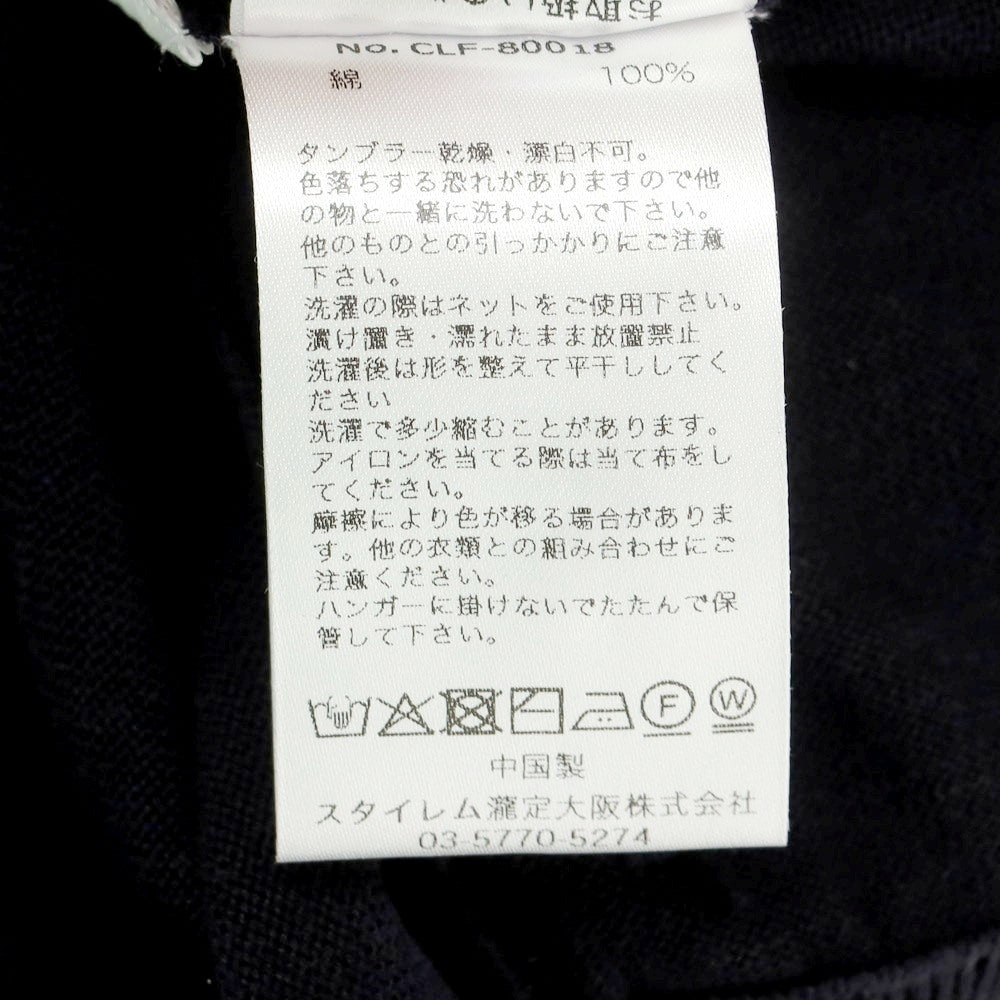 No. CLF-80018
綿 100%
タンブラー乾燥・漂白不可。
色落ちする恐れがありますので他
の物と一緒に洗わないで下さい。
他のものとの引っかかりにご注意
下さい。
洗濯の際はネットをご使用下さい。
漬け置き・濡れたまま放置禁止
洗濯後は形を整えて平干ししてく
ださい
洗濯で多少縮むことがあります。
アイロンを当てる際は当て布をし
てください。
摩擦により色が移る場合がありま
す。他の衣類との組み合わせにご
注意ください。
ハンガーに掛けないでたたんで保
管して下さい。
F W
中国製
スタイレム瀧定大阪株式会社
03-5770-5274